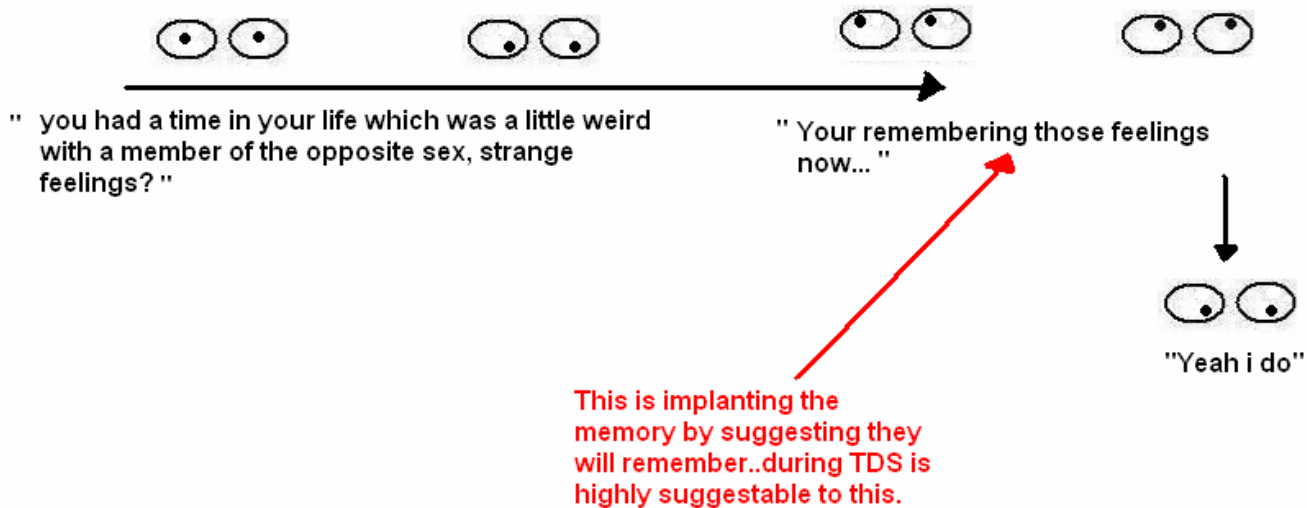 " you had a time in your life which was a little weird
with a member of the opposite sex, strange
feelings? "
" Your remembering those feelings
now... "
"Yeah i do"
This is implanting the
memory by suggesting they
will remember..during TDS is
highly suggestable to this.